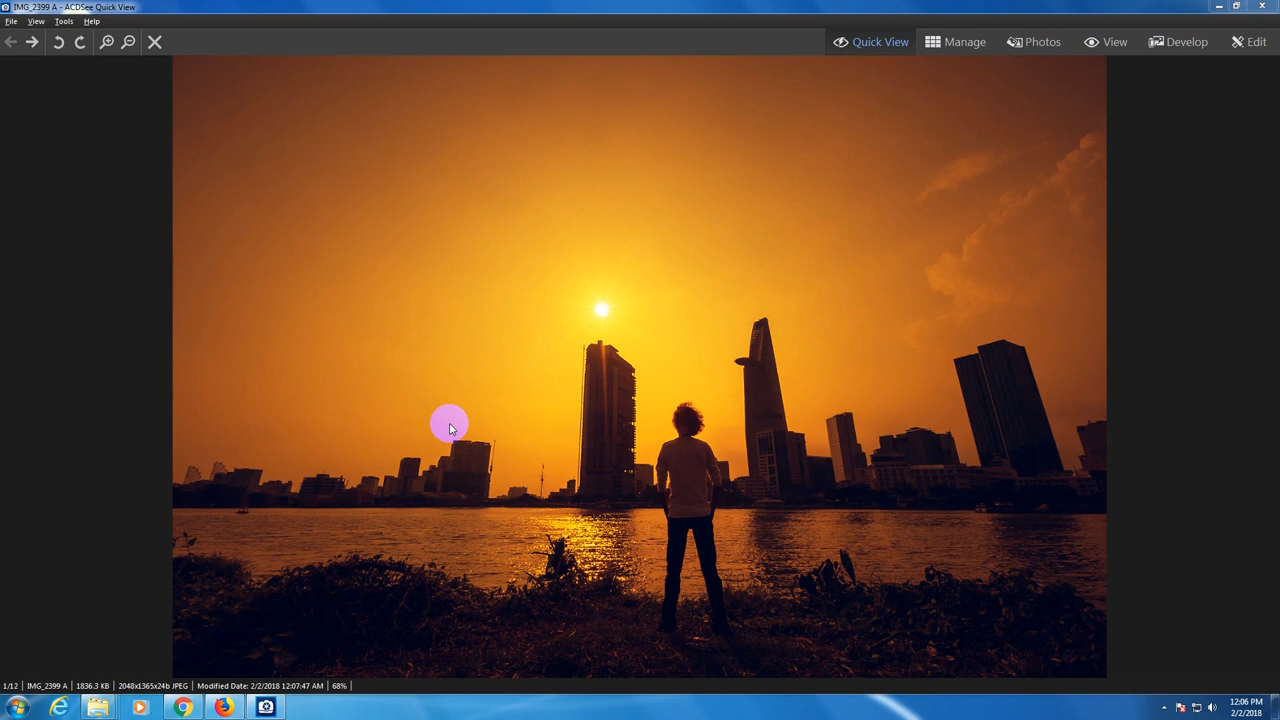 IMG_2399 A - ACDSee Quick View
File View Tools Help
Quick View Manage Photos View Develop Edit
1/12 IMG_2399 A 1836.3 KB 2048x1365x24b JPEG Modified Date: 2/2/2018 12:07:47 AM 68%
12:06 PM
2/2/2018